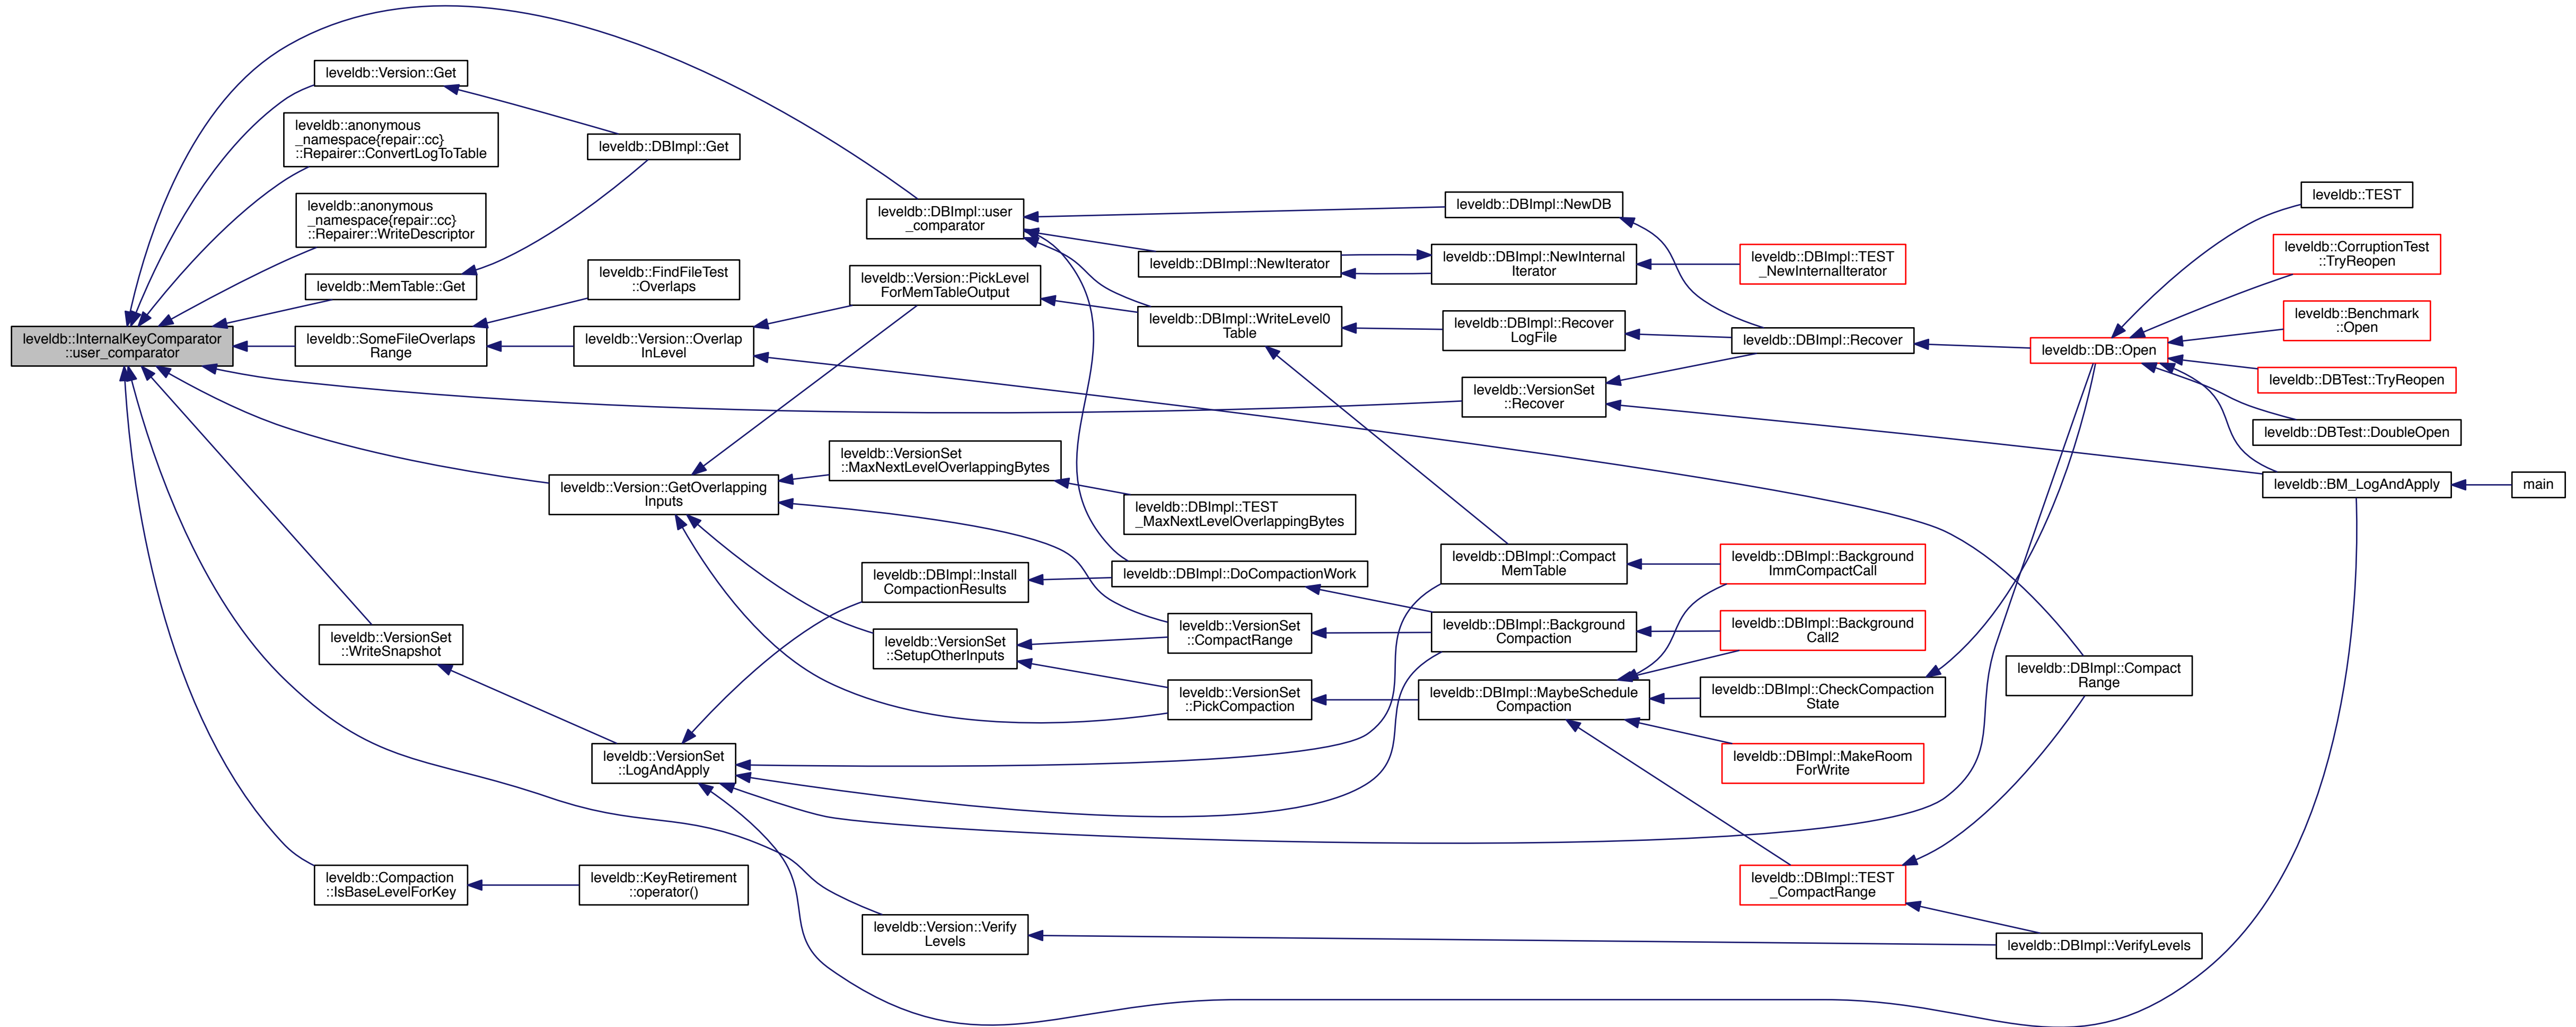 leveldb::InternalKeyComparator
::user_comparator
leveldb::Version::Get
leveldb::anonymous
_namespace{repair::cc}
::Repairer::ConvertLogToTable
leveldb::anonymous
_namespace{repair::cc}
::Repairer::WriteDescriptor
leveldb::MemTable::Get
leveldb::SomeFileOverlaps
Range
leveldb::VersionSet
::WriteSnapshot
leveldb::Compaction
::IsBaseLevelForKey
leveldb::DBImpl::Get
leveldb::FindFileTest
::Overlaps
leveldb::Version::Overlap
InLevel
leveldb::Version::GetOverlapping
Inputs
leveldb::VersionSet
::LogAndApply
leveldb::KeyRetirement
::operator()
leveldb::DBImpl::user
_comparator
leveldb::Version::PickLevel
ForMemTableOutput
leveldb::VersionSet
::MaxNextLevelOverlappingBytes
leveldb::DBImpl::Install
CompactionResults
leveldb::VersionSet
::SetupOtherInputs
leveldb::Version::Verify
Levels
leveldb::DBImpl::NewIterator
leveldb::DBImpl::WriteLevel0
Table
leveldb::DBImpl::TEST
_MaxNextLevelOverlappingBytes
leveldb::DBImpl::DoCompactionWork
leveldb::VersionSet
::CompactRange
leveldb::VersionSet
::PickCompaction
leveldb::DBImpl::NewDB
leveldb::DBImpl::NewInternal
Iterator
leveldb::DBImpl::Recover
LogFile
leveldb::VersionSet
::Recover
leveldb::DBImpl::Compact
MemTable
leveldb::DBImpl::Background
Compaction
leveldb::DBImpl::MaybeSchedule
Compaction
leveldb::DBImpl::TEST
_NewInternalIterator
leveldb::DBImpl::Recover
leveldb::DBImpl::Background
ImmCompactCall
leveldb::DBImpl::Background
Call2
leveldb::DBImpl::CheckCompaction
State
leveldb::DBImpl::MakeRoom
ForWrite
leveldb::DBImpl::TEST
_CompactRange
leveldb::DB::Open
leveldb::DBImpl::Compact
Range
leveldb::DBImpl::VerifyLevels
leveldb::TEST
leveldb::CorruptionTest
::TryReopen
leveldb::Benchmark
::Open
leveldb::DBTest::TryReopen
leveldb::DBTest::DoubleOpen
leveldb::BM_LogAndApply
main